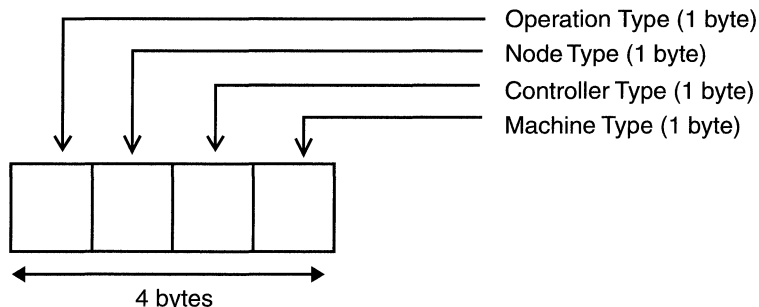 Operation Type (1 byte)
Node Type (1 byte)
Controller Type (1 byte)
Machine Type (1 byte)
4 bytes